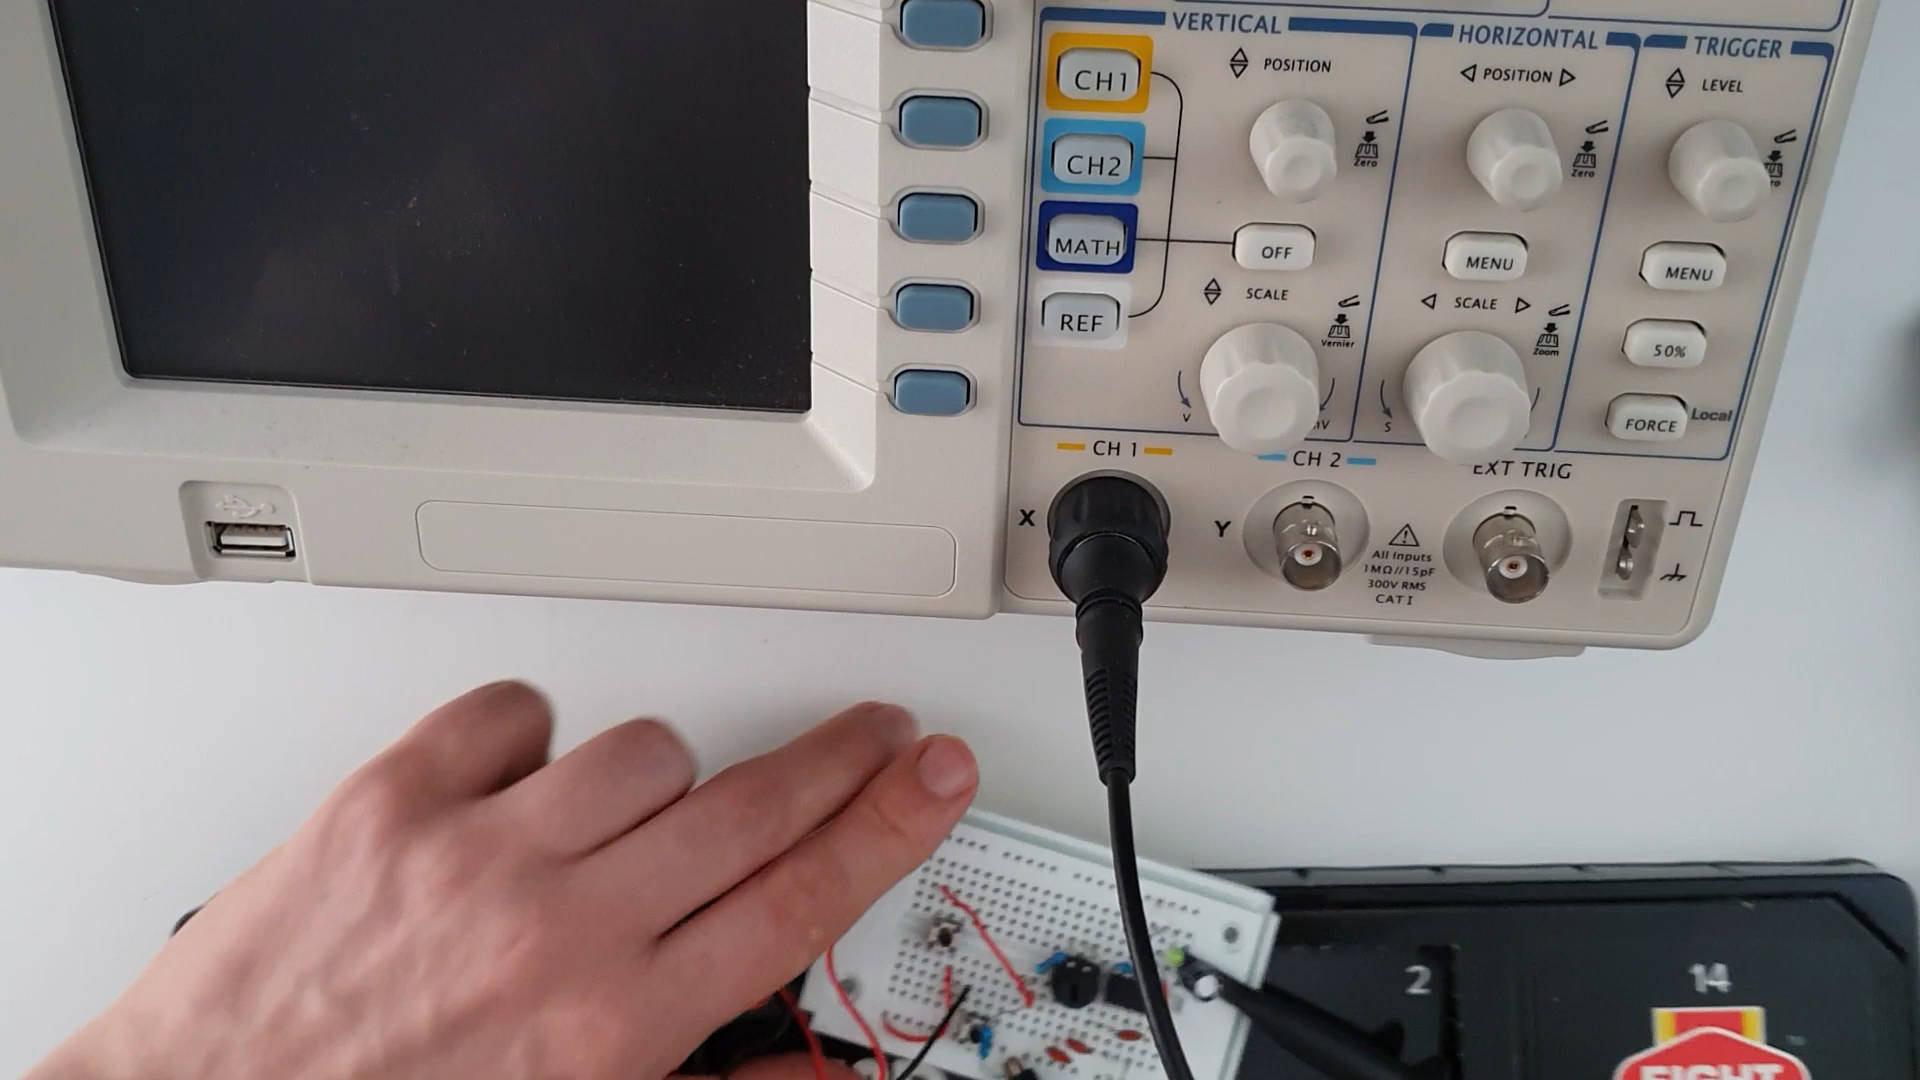 VERTICAL
HORIZONTAL
TRIGGER
CH1
POSITION
Zero
POSITION
Zero
LEVEL
CH2
MATH
OFF
MENU
MENU
REF
SCALE
Vernier
SCALE
Zoom
50%
V
S
FORCE
Local
CH 1
CH 2
EXT TRIG
X
Y
All Inputs
1MΩ//15pF
300V RMS
CAT I
2
14